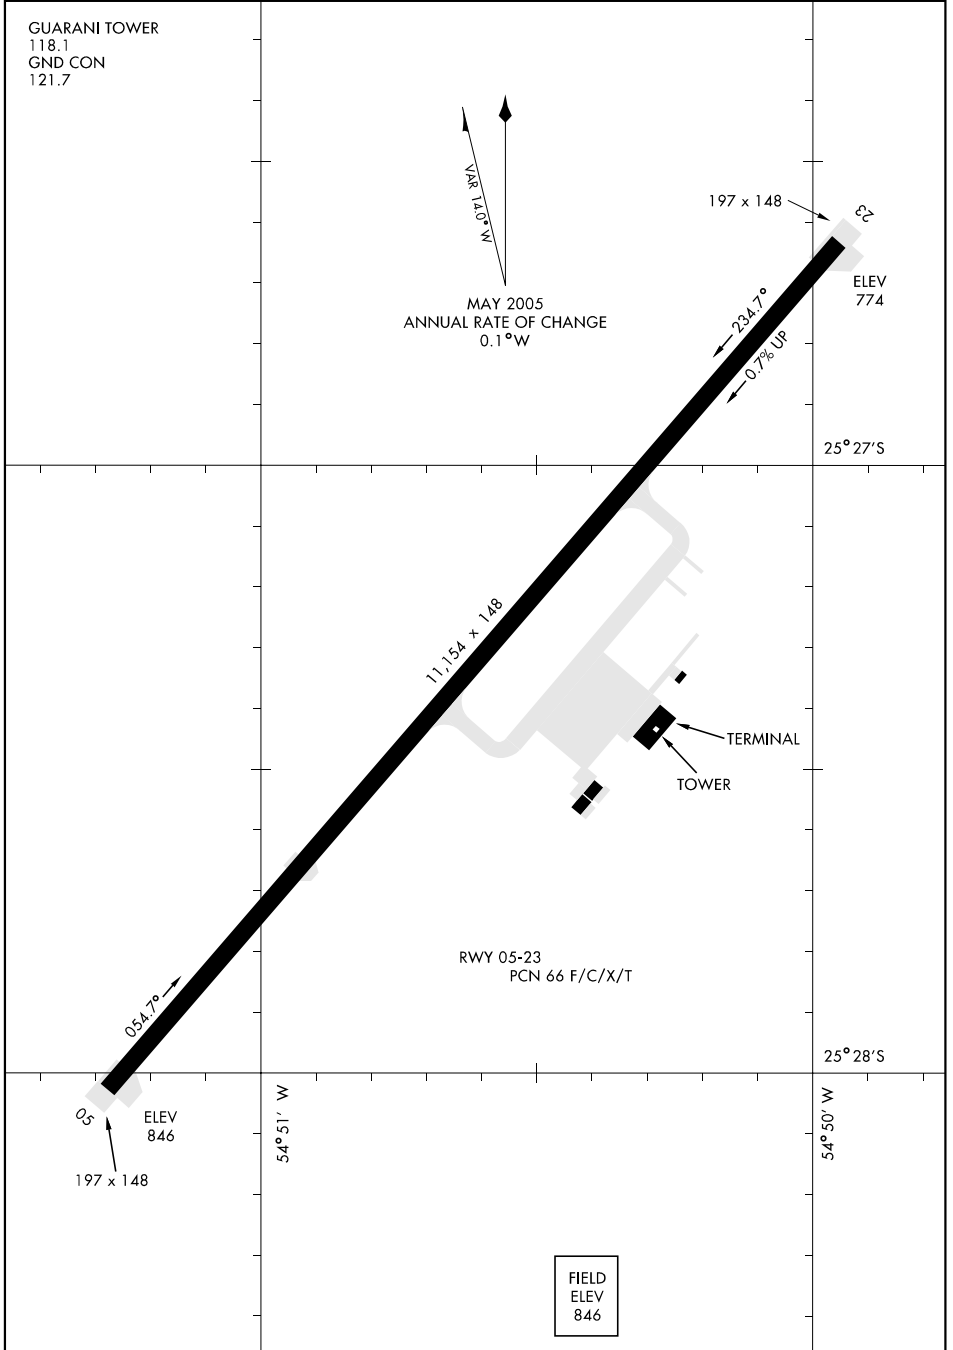 GUARANI TOWER
118.1
GND CON
121.7
VAR 14.0° W
MAY 2005
ANNUAL RATE OF CHANGE
0.1°W
197 x 148
23
ELEV
774
234.7°
0.7% UP
25°27'S
11,154 x 148
TERMINAL
TOWER
RWY 05-23
PCN 66 F/C/X/T
054.7°
25°28'S
05
ELEV
846
197 x 148
54°51' W
54°50' W
FIELD
ELEV
846